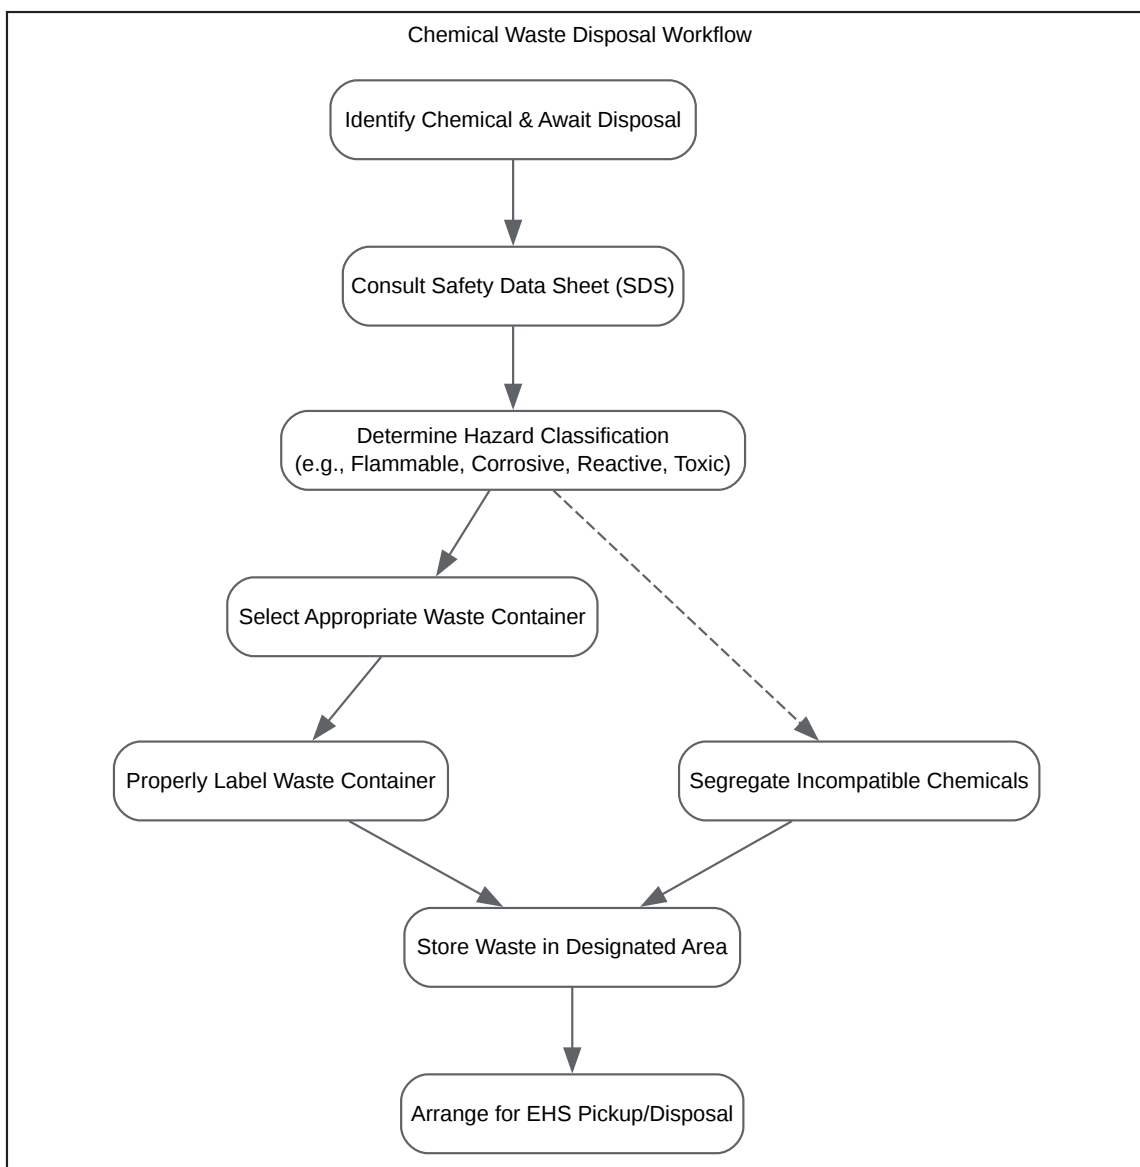 Chemical Waste Disposal Workflow
Identify Chemical & Await Disposal
Consult Safety Data Sheet (SDS)
Determine Hazard Classification
(e.g., Flammable, Corrosive, Reactive, Toxic)
Select Appropriate Waste Container
Properly Label Waste Container
Segregate Incompatible Chemicals
Store Waste in Designated Area
Arrange for EHS Pickup/Disposal